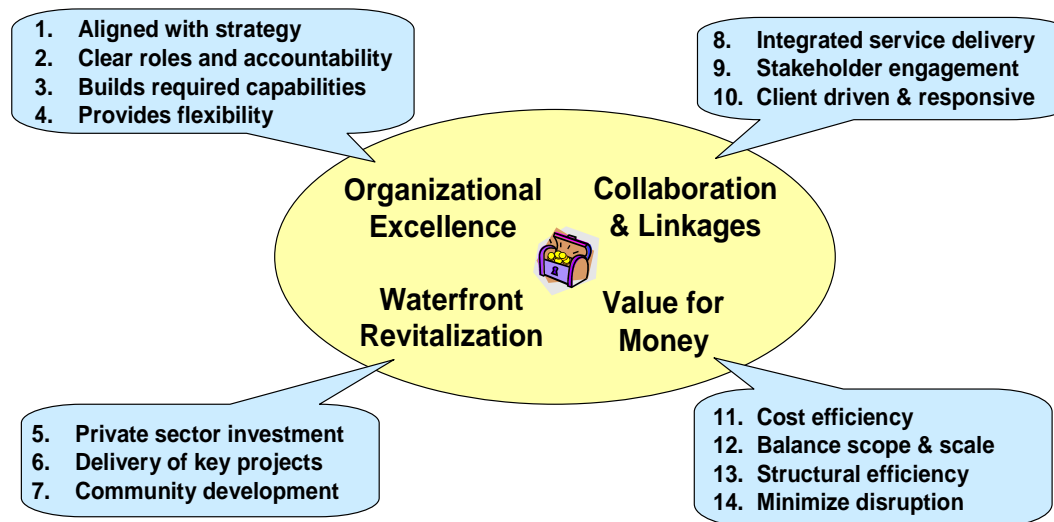 1. Aligned with strategy
2. Clear roles and accountability
3. Builds required capabilities
4. Provides flexibility
8. Integrated service delivery
9. Stakeholder engagement
10. Client driven & responsive
Organizational
Excellence
Collaboration
& Linkages
Waterfront
Revitalization
Value for
Money
5. Private sector investment
6. Delivery of key projects
7. Community development
11. Cost efficiency
12. Balance scope & scale
13. Structural efficiency
14. Minimize disruption